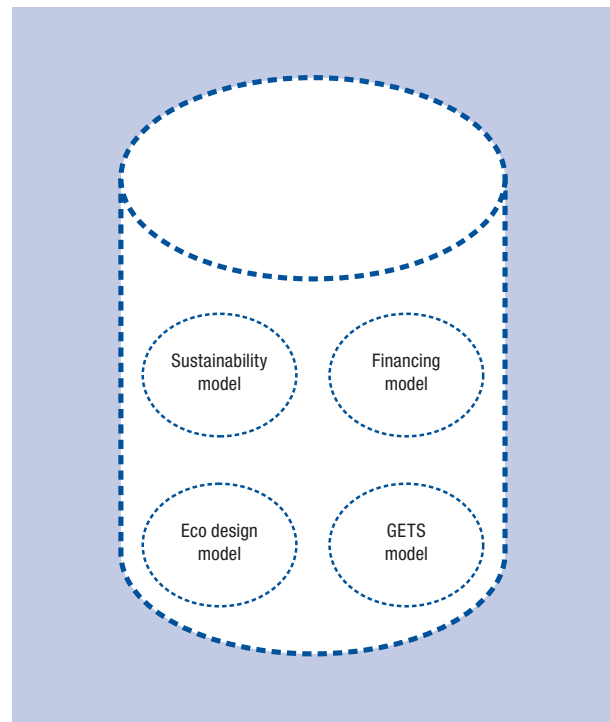 Sustainability
model
Financing
model
Eco design
model
GETS
model